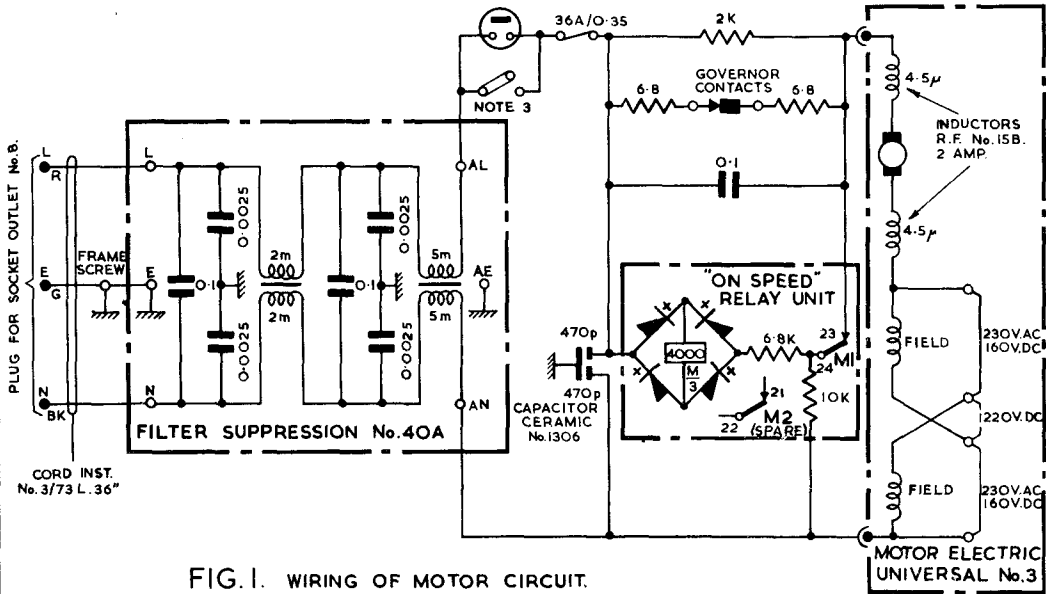 36A/0·35
2K
NOTE 3
GOVERNOR
CONTACTS
6·8
6·8
0·1
4·5µ
INDUCTORS
R.F. No.15B.
2 AMP.
4·5µ
PLUG FOR SOCKET OUTLET No.8.
L
R
E
G
N
BK
FRAME
SCREW
L
E
N
0·1
0·0025
0·0025
2m
2m
0·1
0·0025
0·0025
5m
5m
AL
AE
AN
FILTER SUPPRESSION No.40A
CORD INST.
No.3/73 L.36"
470p
470p
CAPACITOR
CERAMIC
No.1306
"ON SPEED"
RELAY UNIT
4000
M
3
6·8K
23
M1
24
10K
21
M2
22
(SPARE)
FIELD
230V.AC
160V.DC
220V.DC
FIELD
230V.AC
160V.DC
MOTOR ELECTRIC
UNIVERSAL No.3
FIG.1. WIRING OF MOTOR CIRCUIT.